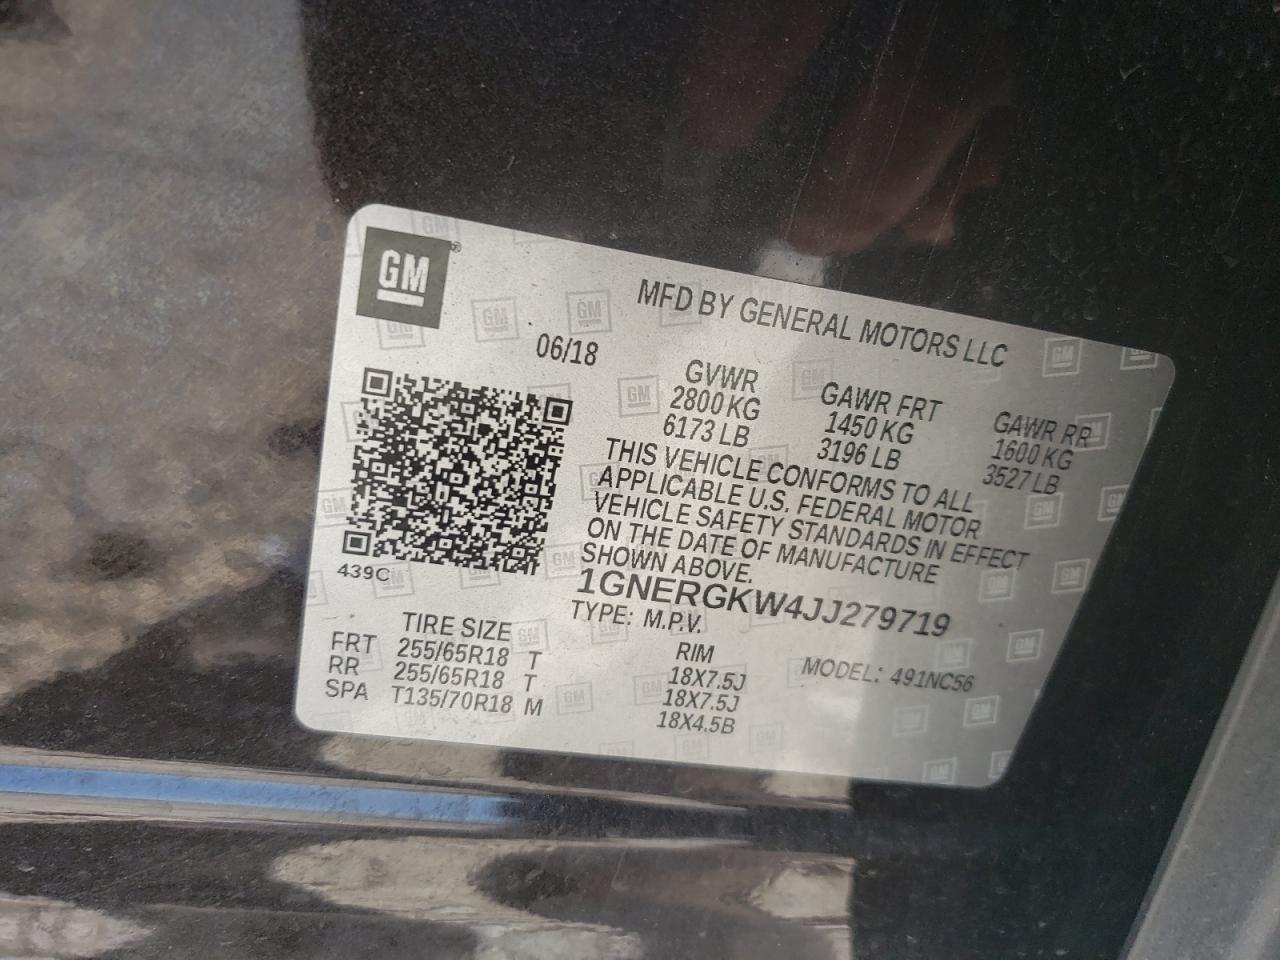 GM
MFD BY GENERAL MOTORS LLC
06/18
GVWR GAWR FRT GAWR RR
2800 KG 1450 KG 1600 KG
6173 LB 3196 LB 3527 LB
THIS VEHICLE CONFORMS TO ALL
APPLICABLE U.S. FEDERAL MOTOR
VEHICLE SAFETY STANDARDS IN EFFECT
ON THE DATE OF MANUFACTURE
SHOWN ABOVE.
439C
1GNERGKW4JJ279719
TYPE: M.P.V.
MODEL: 491NC56
TIRE SIZE RIM
FRT 255/65R18 T 18X7.5J
RR 255/65R18 T 18X7.5J
SPA T135/70R18 M 18X4.5B